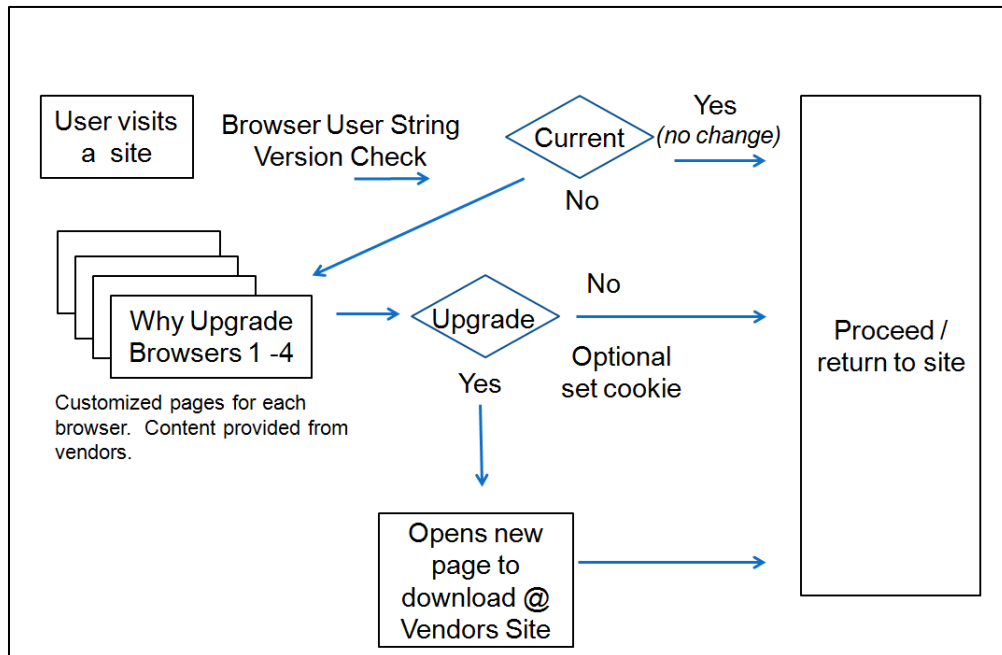 User visits
a site
Browser User String
Version Check
Current
Yes
(no change)
No
Why Upgrade
Browsers 1 -4
Customized pages for each
browser. Content provided from
vendors.
Upgrade
No
Optional
set cookie
Yes
Opens new
page to
download @
Vendors Site
Proceed /
return to site